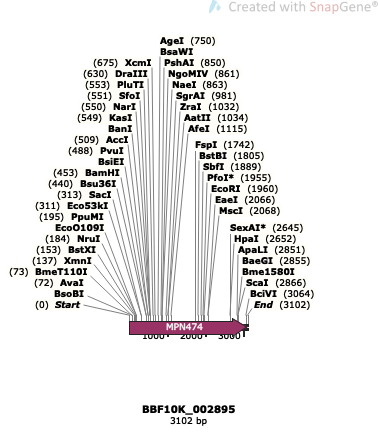 Created with SnapGene®
AgeI (750)
BsaWI
(675) XcmI PshAI (850)
(630) DraIII NgoMIV (861)
(553) PluTI NaeI (863)
(551) SfoI SgrAI (981)
(550) NarI ZraI (1032)
(549) KasI AatII (1034)
BanI AfeI (1115)
(509) AccI FspI (1742)
(488) PvuI BstBI (1805)
BsiEI SbfI (1889)
(453) BamHI PfoI* (1955)
(440) Bsu36I EcoRI (1960)
(313) SacI EaeI (2066)
(311) Eco53kI MscI (2068)
(195) PpuMI
EcoO109I SexAI* (2645)
(184) NruI HpaI (2652)
(153) BstXI ApaLI (2851)
(137) XmnI BaeGI (2855)
(73) BmeT110I Bme1580I
(72) AvaI ScaI (2866)
BsoBI BciVI (3064)
(0) Start End (3102)
MPN474
1000 2000 3000
BBF10K_002895
3102 bp